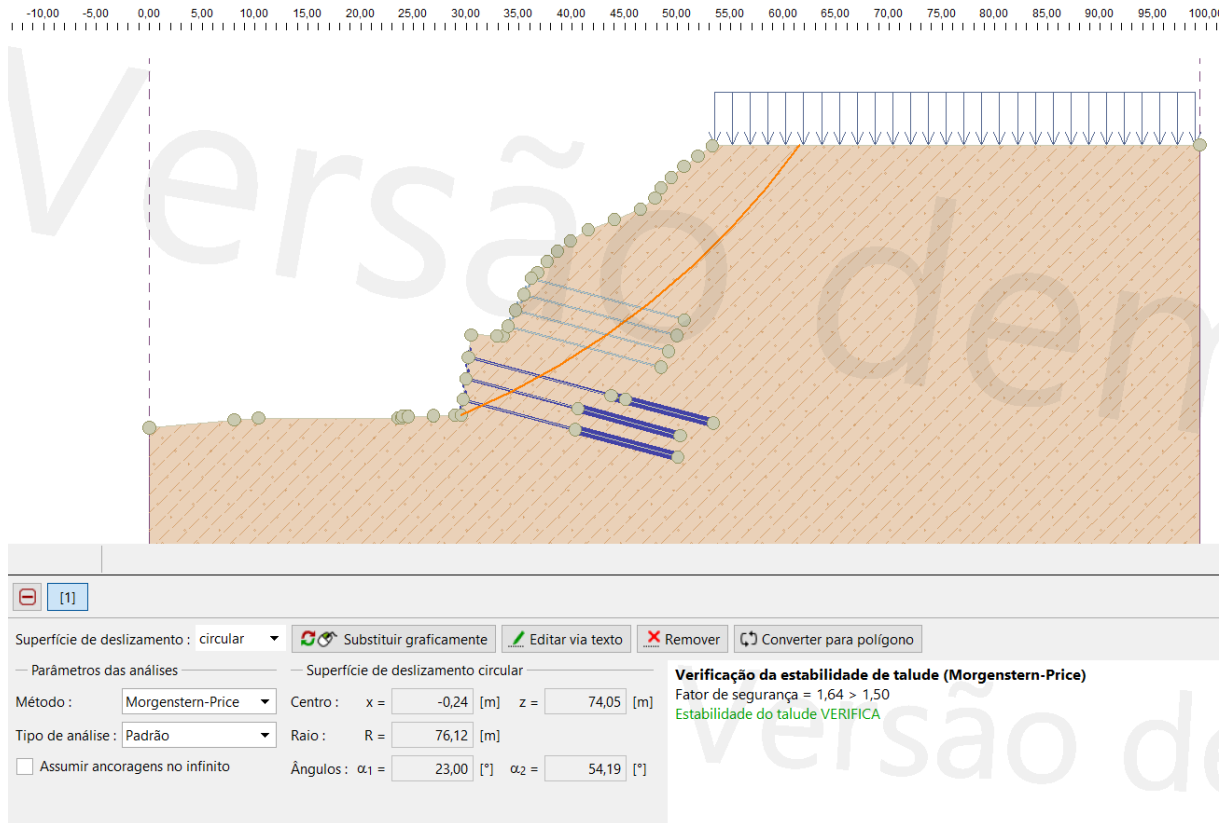 -10,00 -5,00 0,00 5,00 10,00 15,00 20,00 25,00 30,00 35,00 40,00 45,00 50,00 55,00 60,00 65,00 70,00 75,00 80,00 85,00 90,00 95,00 100,00
Versão dem
[1]
Superfície de deslizamento : circular Substituir graficamente Editar via texto Remover Converter para polígono
Parâmetros das análises Superfície de deslizamento circular
Verificação da estabilidade de talude (Morgenstern-Price)
Fator de segurança = 1,64 > 1,50
Estabilidade do talude VERIFICA
Método : Morgenstern-Price Centro : x = -0,24 [m] z = 74,05 [m]
Tipo de análise : Padrão Raio : R = 76,12 [m]
Assumir ancoragens no infinito Ângulos : α1 = 23,00 [°] α2 = 54,19 [°]
Versão de